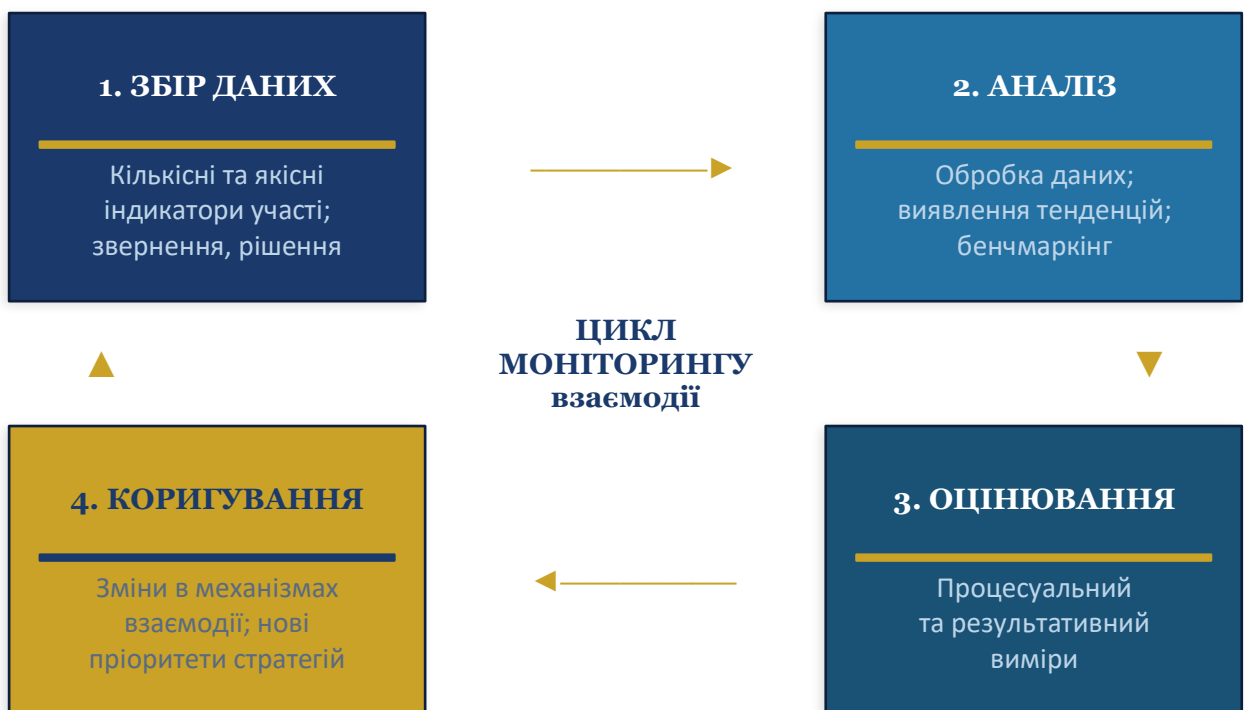 1. ЗБІР ДАНИХ
Кількісні та якісні
індикатори участі;
звернення, рішення
2. АНАЛІЗ
Обробка даних;
виявлення тенденцій;
бенчмаркінг
ЦИКЛ
МОНІТОРИНГУ
взаємодії
4. КОРИГУВАННЯ
Зміни в механізмах
взаємодії; нові
пріоритети стратегій
3. ОЦІНЮВАННЯ
Процесуальний
та результативний
виміри